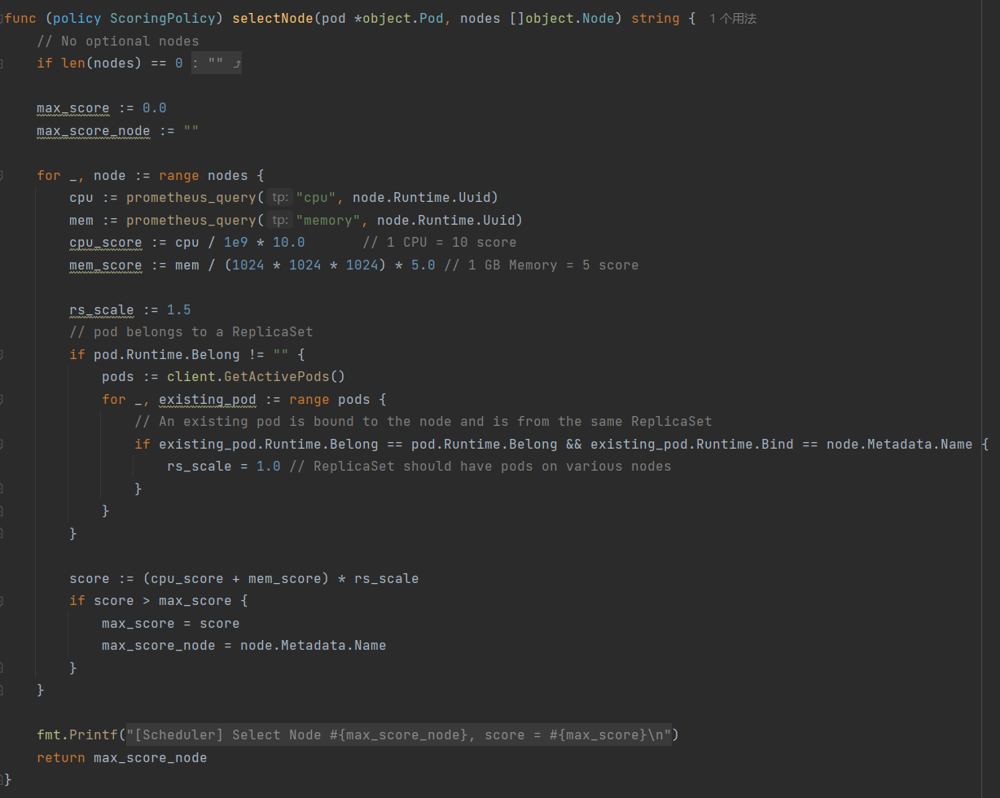 func (policy ScoringPolicy) selectNode(pod *object.Pod, nodes []object.Node) string {  1 个用法
    // No optional nodes
    if len(nodes) == 0 : "" ⤴

    max_score := 0.0
    max_score_node := ""

    for _, node := range nodes {
        cpu := prometheus_query( tp: "cpu", node.Runtime.Uuid)
        mem := prometheus_query( tp: "memory", node.Runtime.Uuid)
        cpu_score := cpu / 1e9 * 10.0       // 1 CPU = 10 score
        mem_score := mem / (1024 * 1024 * 1024) * 5.0 // 1 GB Memory = 5 score

        rs_scale := 1.5
        // pod belongs to a ReplicaSet
        if pod.Runtime.Belong != "" {
            pods := client.GetActivePods()
            for _, existing_pod := range pods {
                // An existing pod is bound to the node and is from the same ReplicaSet
                if existing_pod.Runtime.Belong == pod.Runtime.Belong && existing_pod.Runtime.Bind == node.Metadata.Name {
                    rs_scale = 1.0 // ReplicaSet should have pods on various nodes
                }
            }
        }

        score := (cpu_score + mem_score) * rs_scale
        if score > max_score {
            max_score = score
            max_score_node = node.Metadata.Name
        }
    }

    fmt.Printf("[Scheduler] Select Node #{max_score_node}, score = #{max_score}\n")
    return max_score_node
}